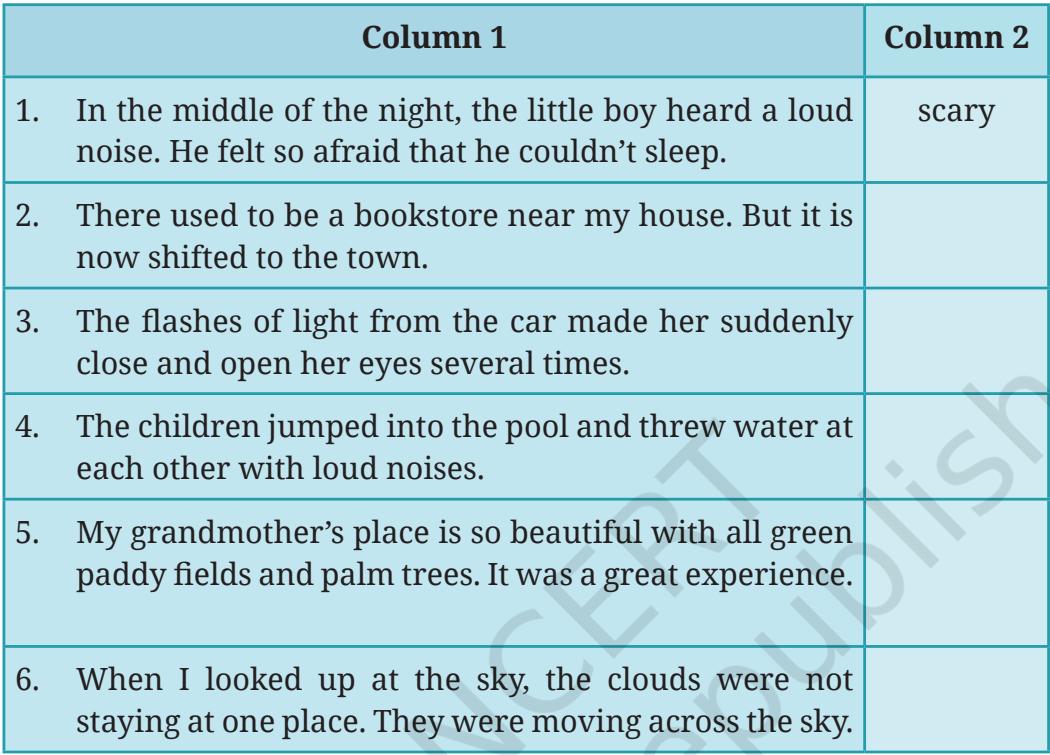 Column 1 Column 2
1. In the middle of the night, the little boy heard a loud scary
noise. He felt so afraid that he couldn’t sleep.
2. There used to be a bookstore near my house. But it is
now shifted to the town.
3. The flashes of light from the car made her suddenly
close and open her eyes several times.
4. The children jumped into the pool and threw water at
each other with loud noises.
5. My grandmother’s place is so beautiful with all green
paddy fields and palm trees. It was a great experience.
6. When I looked up at the sky, the clouds were not
staying at one place. They were moving across the sky.
NCERT
republish